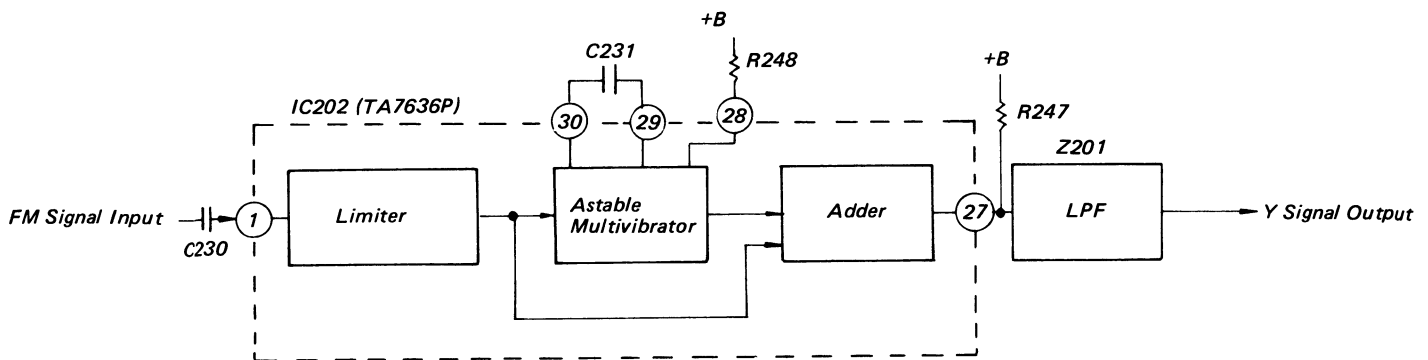 +B
C231
R248
+B
IC202 (TA7636P)
30
29
28
R247
Z201
FM Signal Input
1
Limiter
Astable
Multivibrator
Adder
27
LPF
Y Signal Output
C230